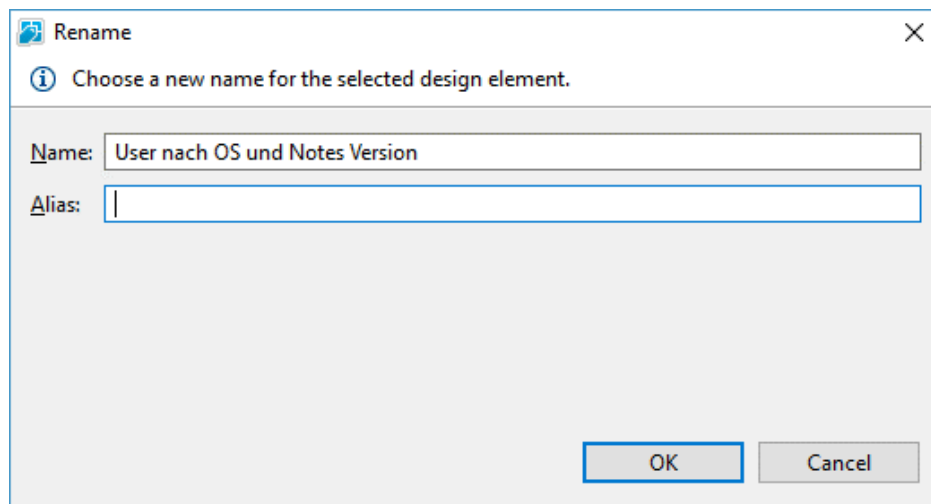 Rename
Choose a new name for the selected design element.
Name: User nach OS und Notes Version
Alias:
OK Cancel